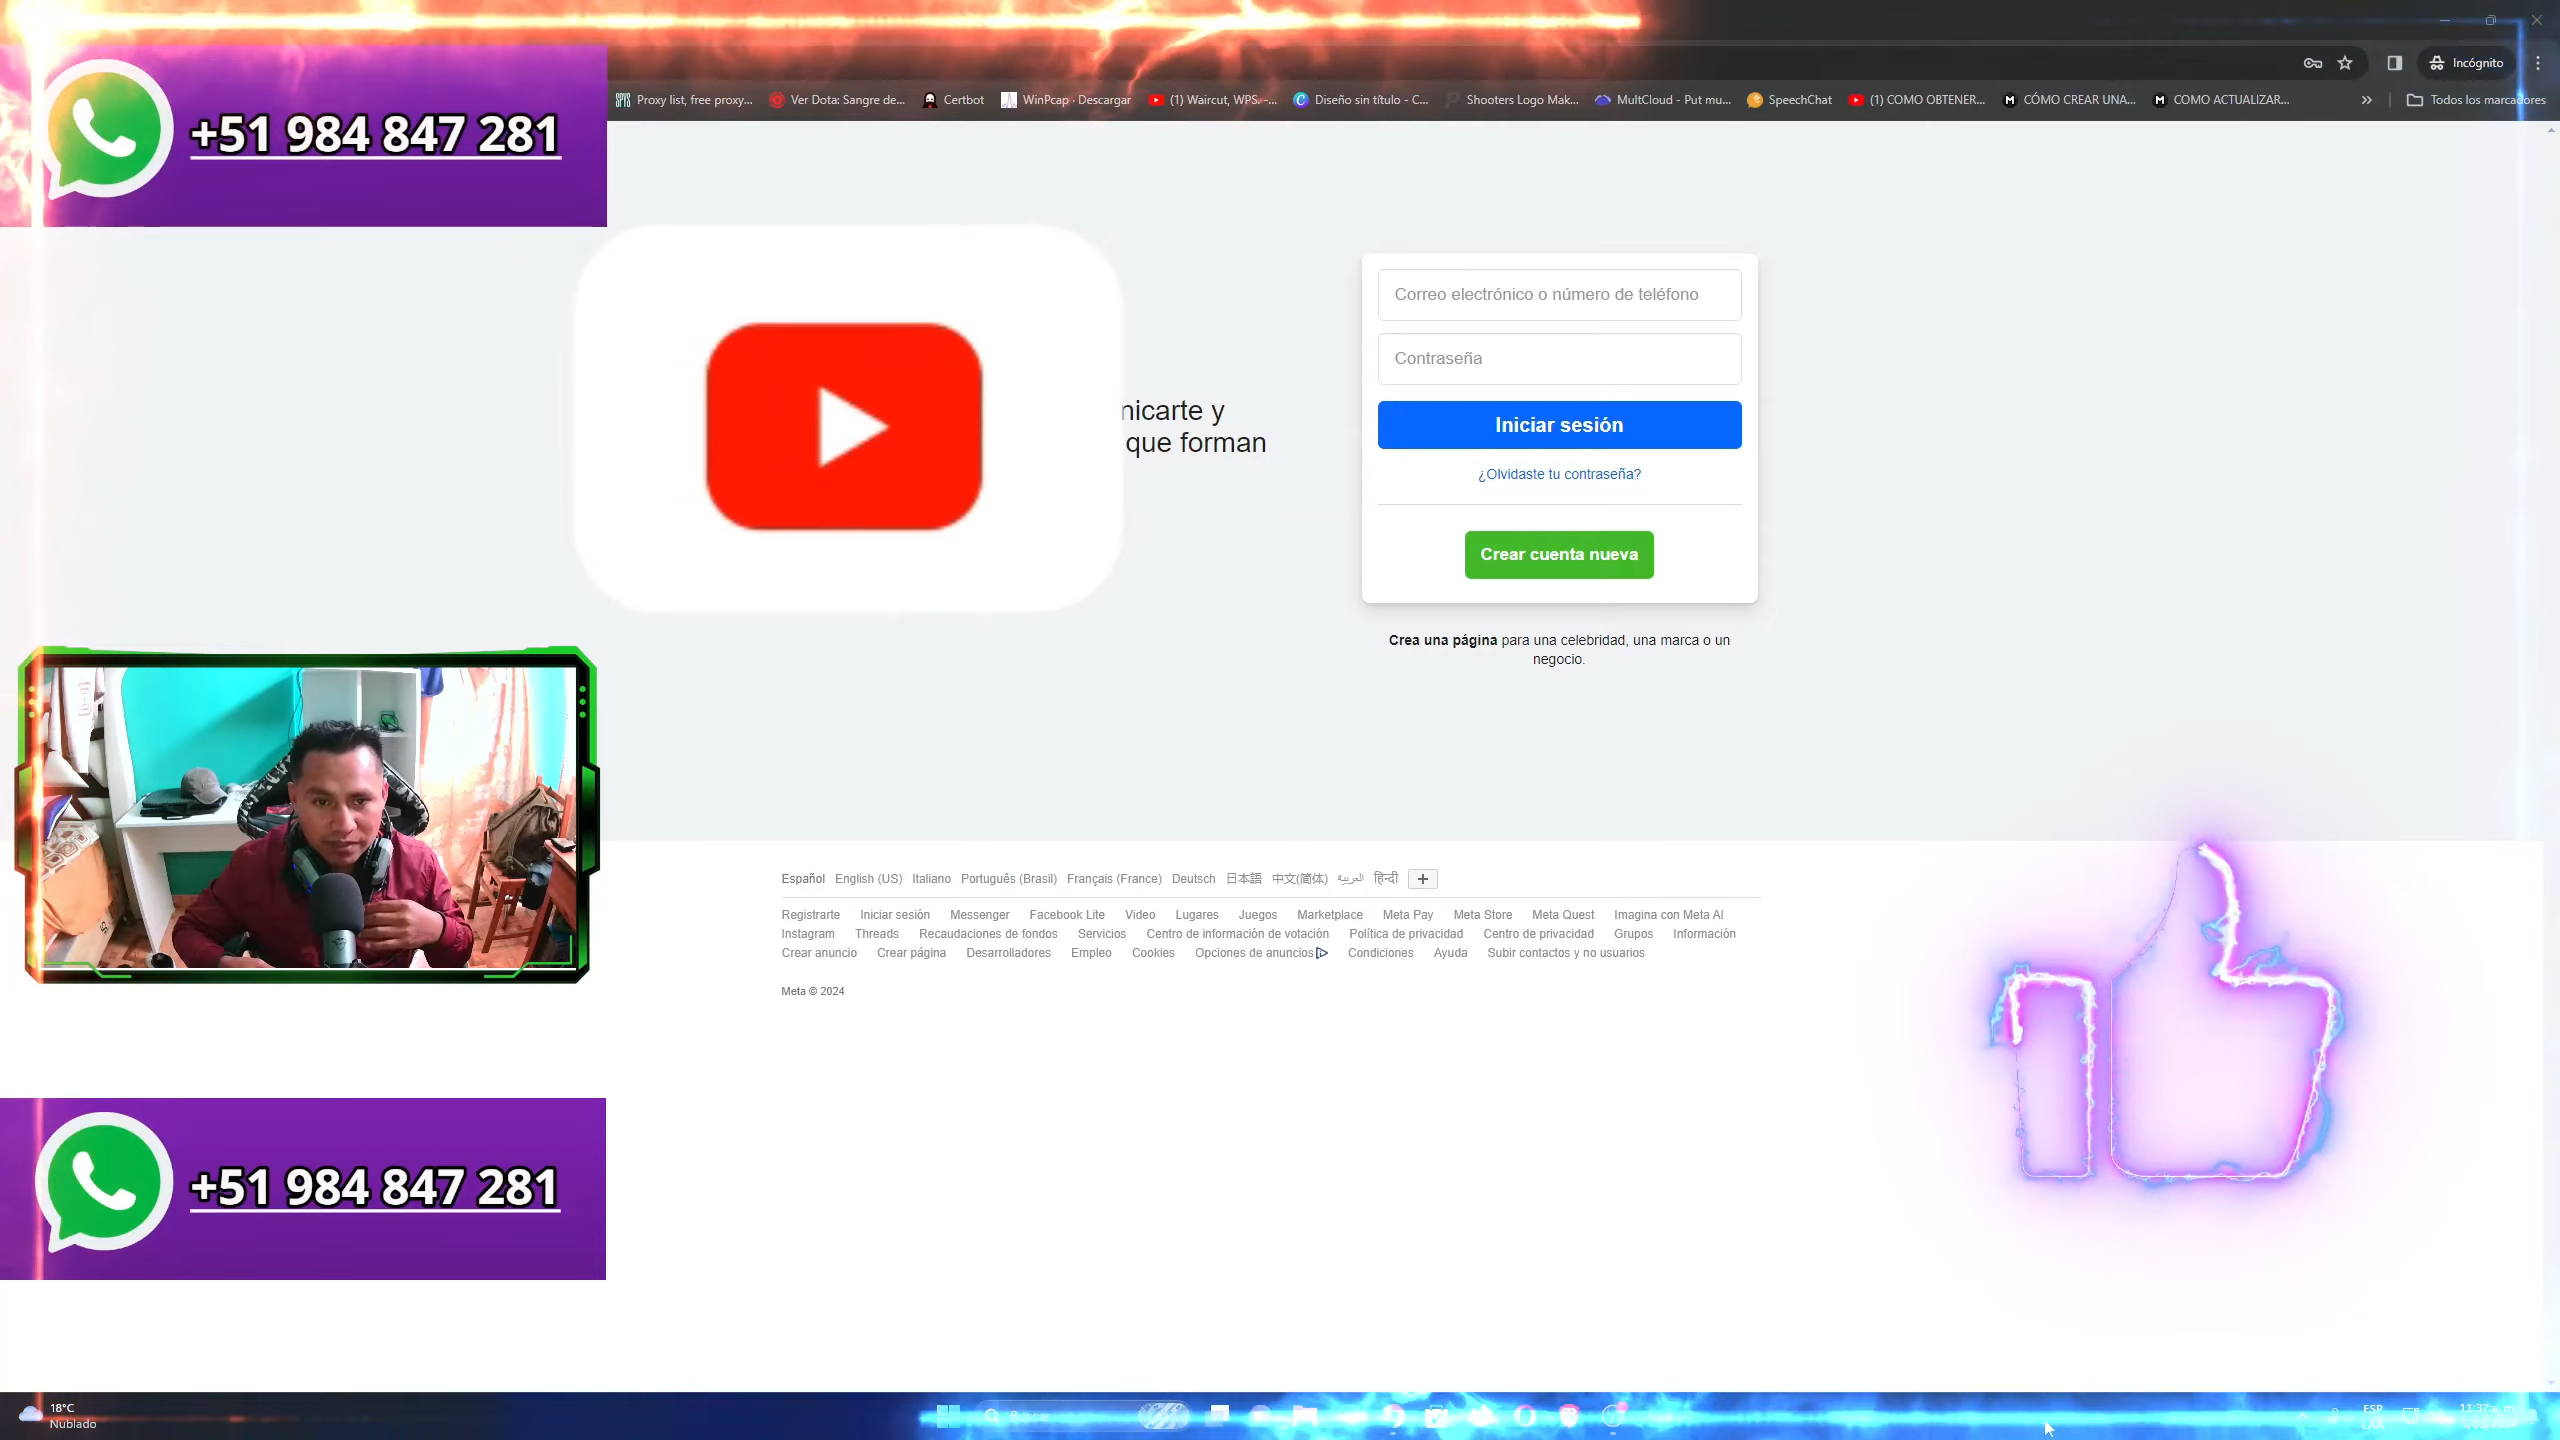 Incógnito
Proxy list, free proxy... Ver Dota: Sangre de... Certbot WinPcap · Descargar (1) Waircut, WPS. -... Diseño sin título - C... Shooters Logo Mak... MultCloud - Put mu... SpeechChat (1) COMO OBTENER... CÓMO CREAR UNA... COMO ACTUALIZAR... » Todos los marcadores
+51 984 847 281
Correo electrónico o número de teléfono
Contraseña
nicarte y
que forman
Iniciar sesión
¿Olvidaste tu contraseña?
Crear cuenta nueva
Crea una página para una celebridad, una marca o un
negocio.
Español English (US) Italiano Português (Brasil) Français (France) Deutsch 日本語 中文(简体) العربية हिन्दी +
Registrarte Iniciar sesión Messenger Facebook Lite Video Lugares Juegos Marketplace Meta Pay Meta Store Meta Quest Imagina con Meta AI
Instagram Threads Recaudaciones de fondos Servicios Centro de información de votación Política de privacidad Centro de privacidad Grupos Información
Crear anuncio Crear página Desarrolladores Empleo Cookies Opciones de anuncios Condiciones Ayuda Subir contactos y no usuarios
Meta © 2024
+51 984 847 281
18°C
Nublado
ESP
LAA